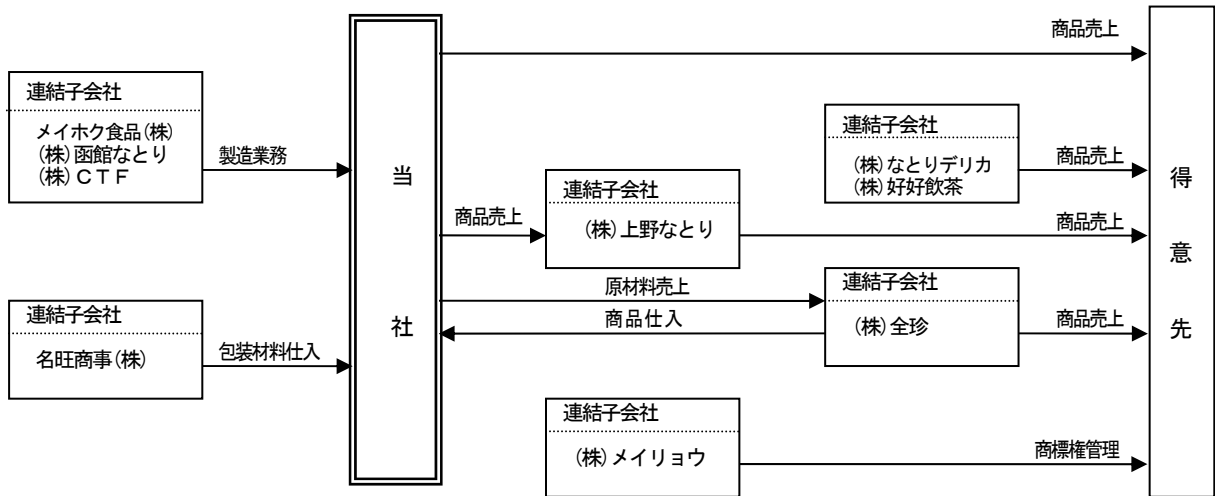 商品売上
連結子会社
メイホク食品(株)
(株)函館なとり
(株)CTF
製造業務
連結子会社
名旺商事(株)
包装材料仕入
当社
商品売上
連結子会社
(株)上野なとり
商品売上
連結子会社
(株)なとりデリカ
(株)好好飲茶
商品売上
原材料売上
商品仕入
連結子会社
(株)全珍
商品売上
連結子会社
(株)メイリョウ
商標権管理
得意先